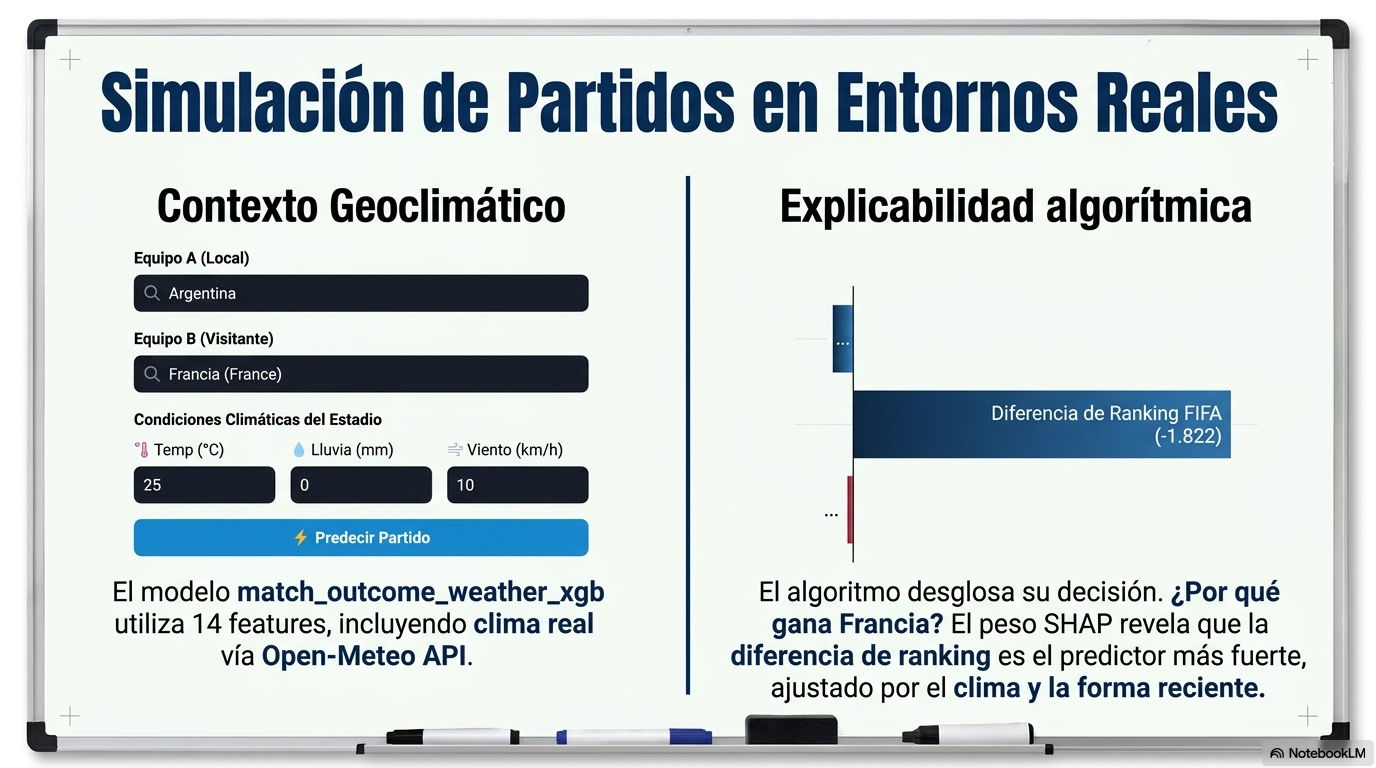 Simulación de Partidos en Entornos Reales
Contexto Geoclimático
Equipo A (Local)
Argentina
Equipo B (Visitante)
Francia (France)
Condiciones Climáticas del Estadio
Temp (°C) Lluvia (mm) Viento (km/h)
25 0 10
Predecir Partido
El modelo match_outcome_weather_xgb
utiliza 14 features, incluyendo clima real
vía Open-Meteo API.
Explicabilidad algorítmica
...
Diferencia de Ranking FIFA
(-1.822)
...
El algoritmo desglosa su decisión. ¿Por qué
gana Francia? El peso SHAP revela que la
diferencia de ranking es el predictor más fuerte,
ajustado por el clima y la forma reciente.
NotebookLM